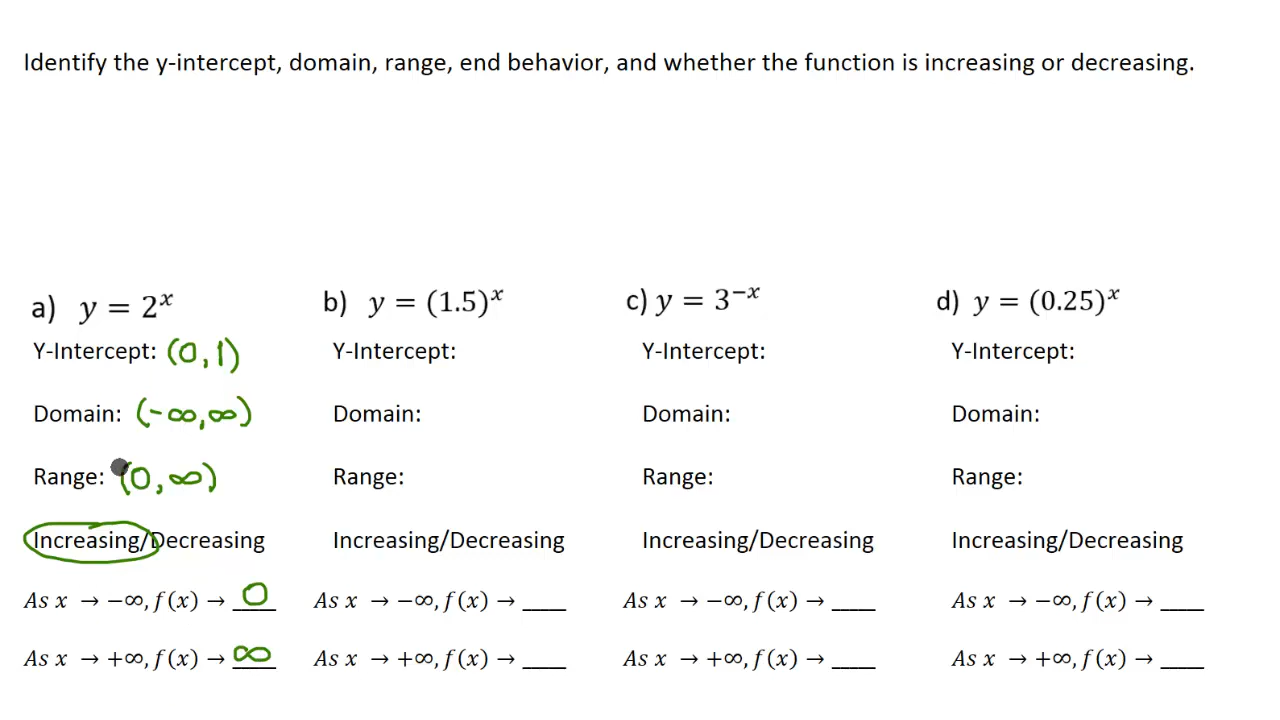 Identify the y-intercept, domain, range, end behavior, and whether the function is increasing or decreasing.
a) y = 2ˣ
Y-Intercept: (0,1)
Domain: (-∞,∞)
Range: (0,∞)
Increasing/Decreasing
As x → −∞, f(x) → 0
As x → +∞, f(x) → ∞
b) y = (1.5)ˣ
Y-Intercept:
Domain:
Range:
Increasing/Decreasing
As x → −∞, f(x) → ____
As x → +∞, f(x) → ____
c) y = 3⁻ˣ
Y-Intercept:
Domain:
Range:
Increasing/Decreasing
As x → −∞, f(x) → ____
As x → +∞, f(x) → ____
d) y = (0.25)ˣ
Y-Intercept:
Domain:
Range:
Increasing/Decreasing
As x → −∞, f(x) → ____
As x → +∞, f(x) → ____